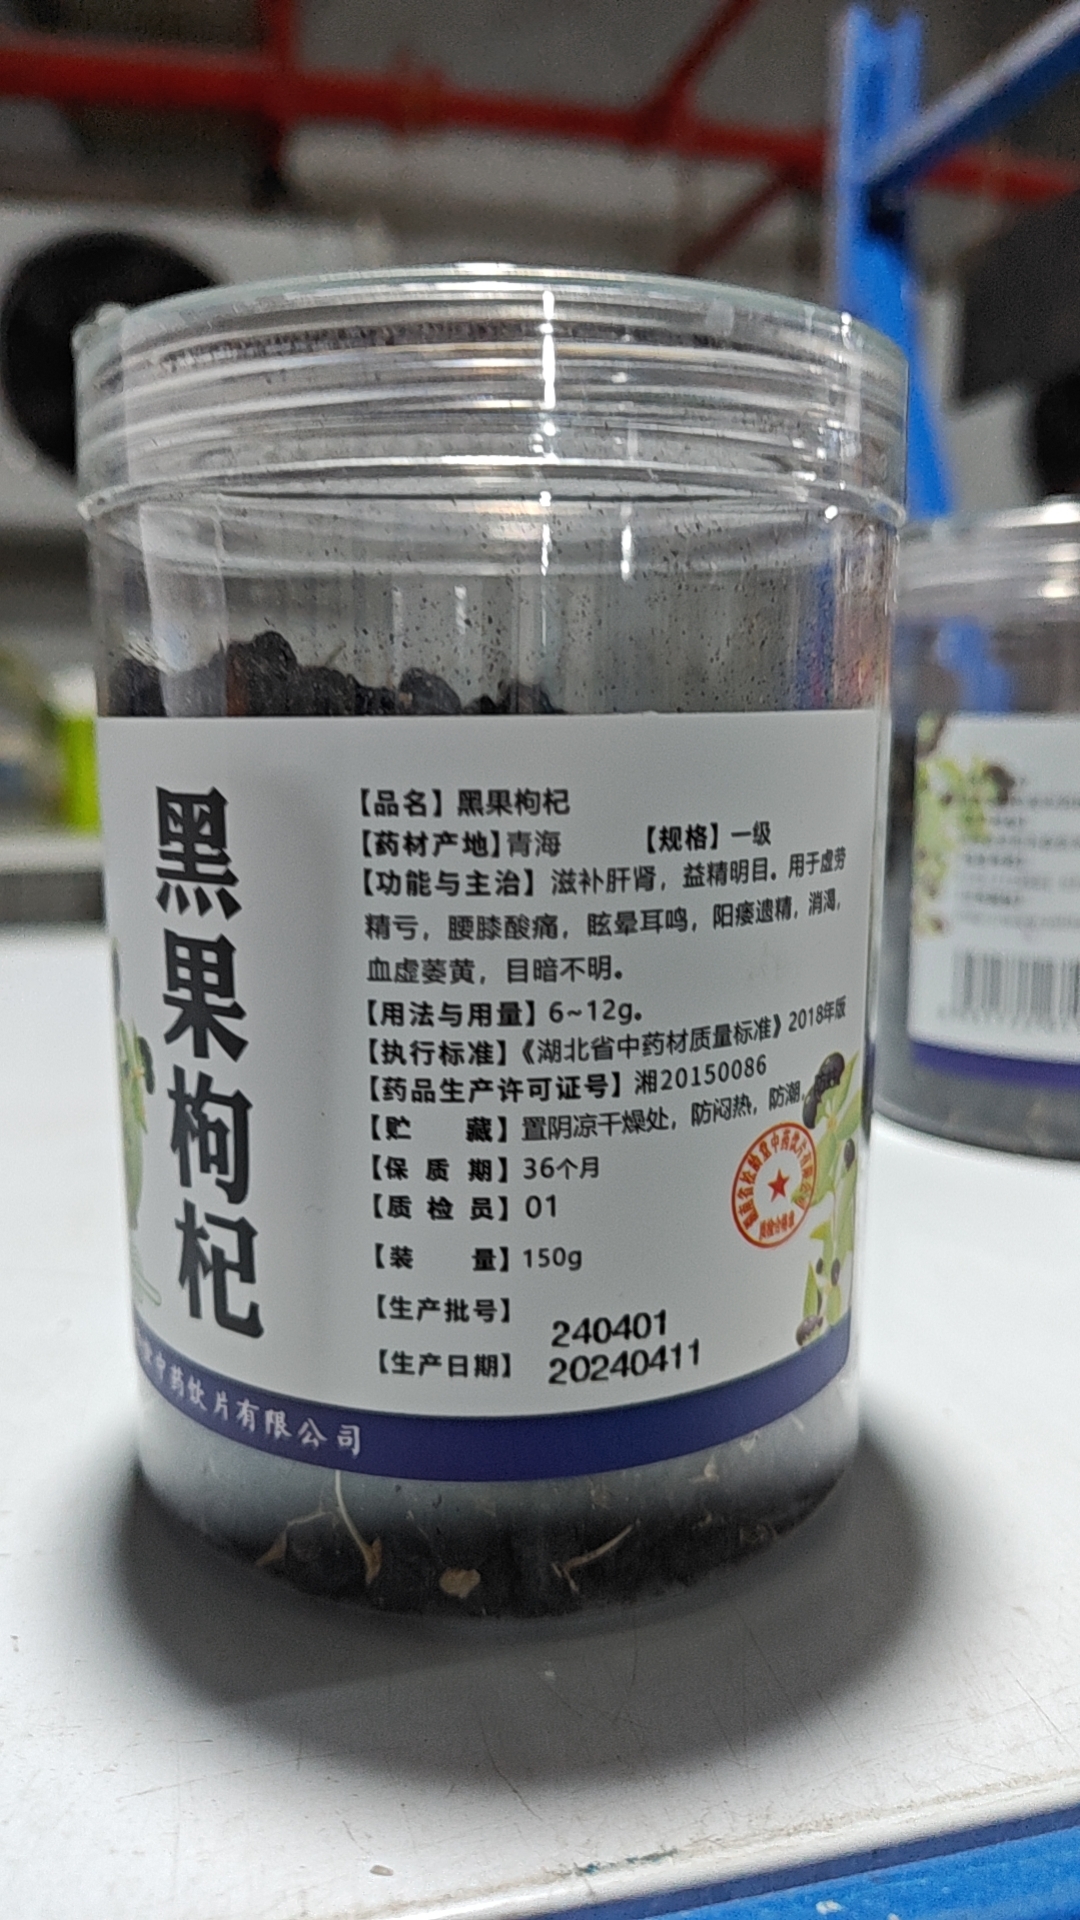 黑果枸杞
【品名】黑果枸杞
【药材产地】青海 【规格】一级
【功能与主治】滋补肝肾，益精明目。用于虚劳
精亏，腰膝酸痛，眩晕耳鸣，阳痿遗精，消渴，
血虚萎黄，目暗不明。
【用法与用量】6~12g。
【执行标准】《湖北省中药材质量标准》2018年版
【药品生产许可证号】湘20150086
【贮 藏】置阴凉干燥处，防闷热，防潮，
【保 质 期】36个月
【质 检 员】01
【装 量】150g
【生产批号】 240401
【生产日期】 20240411
中药饮片有限公司